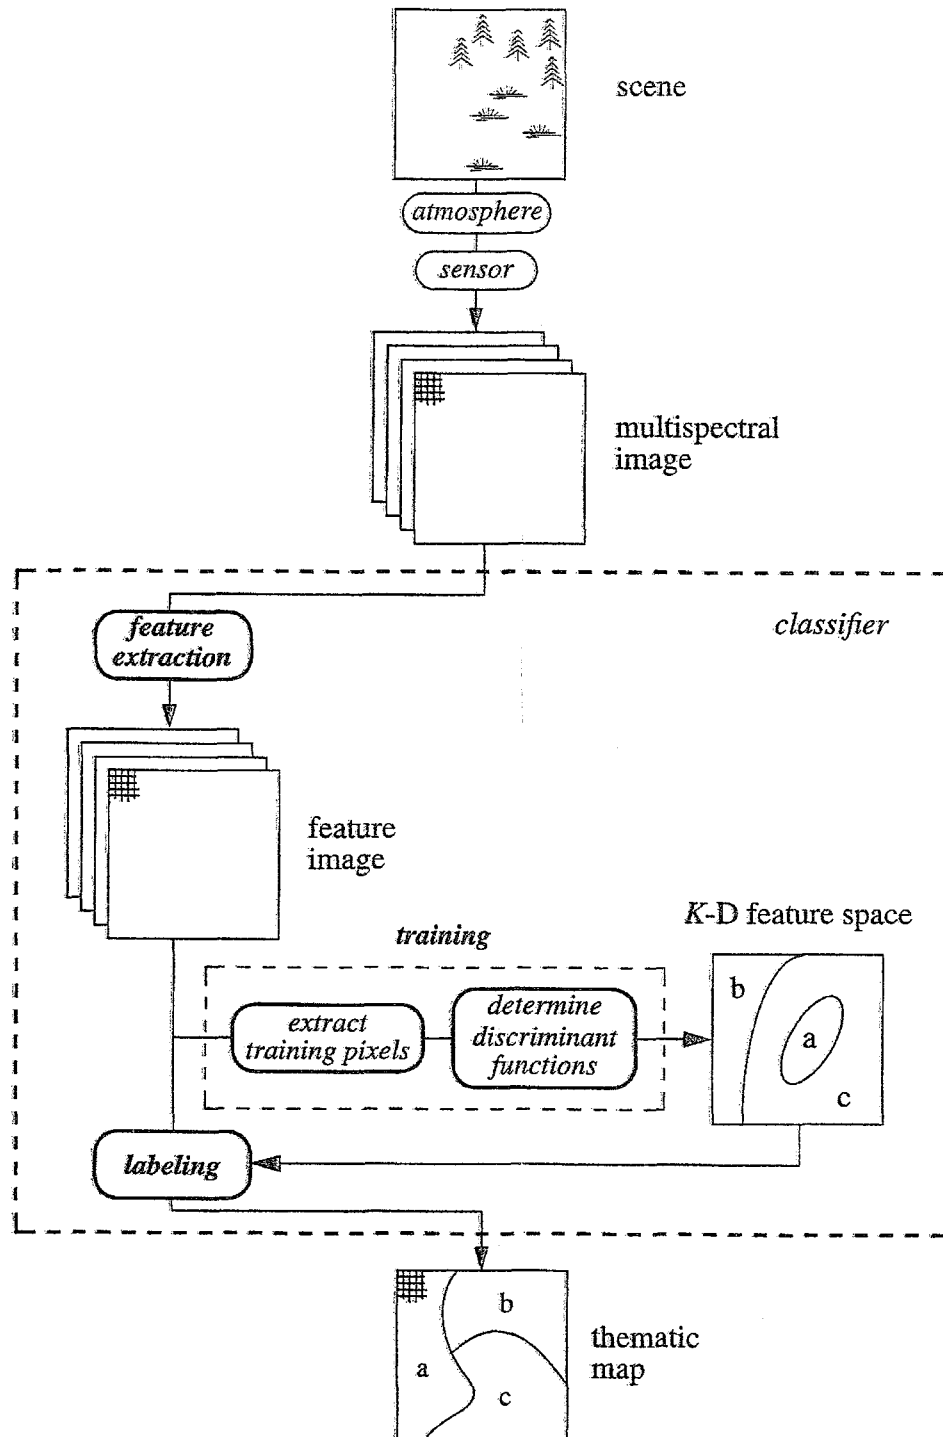 scene
atmosphere
sensor
multispectral
image
classifier
feature
extraction
feature
image
K-D feature space
training
b
a
c
extract
training pixels
determine
discriminant
functions
labeling
b
a
c
thematic
map